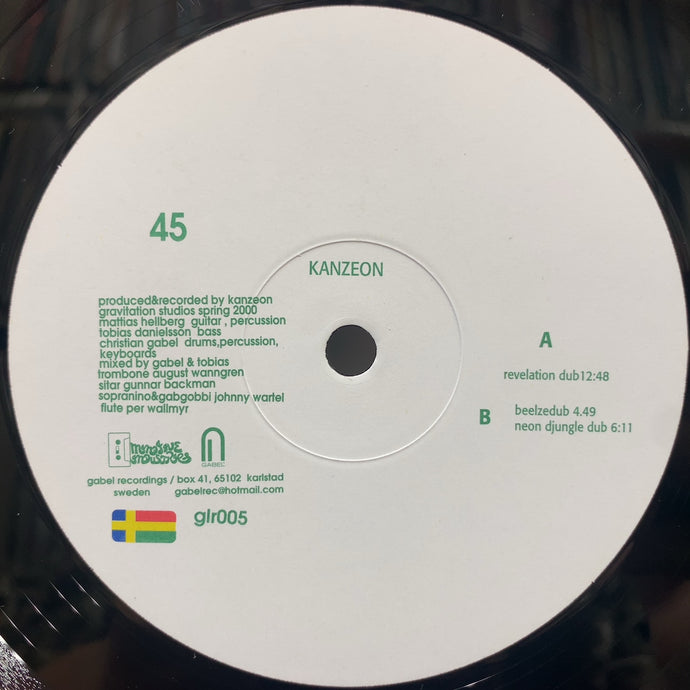 45
KANZEON
produced&recorded by kanzeon
gravitation studios spring 2000
mattias hellberg guitar , percussion
tobias danielsson bass
christian gabel drums,percussion,
keyboards
mixed by gabel & tobias
trombone august wanngren
sitar gunnar backman
sopranino&gabgobbi johnny wartel
flute per wallmyr
GABEC
gabel recordings / box 41, 65102 karlstad
sweden gabelrec@hotmail.com
glr005
A
revelation dub12:48
B
beelzedub 4.49
neon djungle dub 6:11